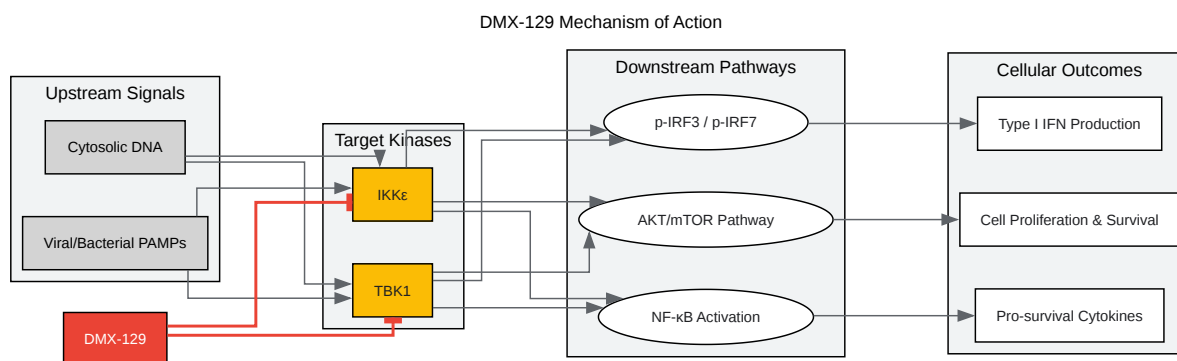 DMX-129 Mechanism of Action
Upstream Signals
Cytosolic DNA
Viral/Bacterial PAMPs
DMX-129
Target Kinases
IKKε
TBK1
Downstream Pathways
p-IRF3 / p-IRF7
AKT/mTOR Pathway
NF-κB Activation
Cellular Outcomes
Type I IFN Production
Cell Proliferation & Survival
Pro-survival Cytokines